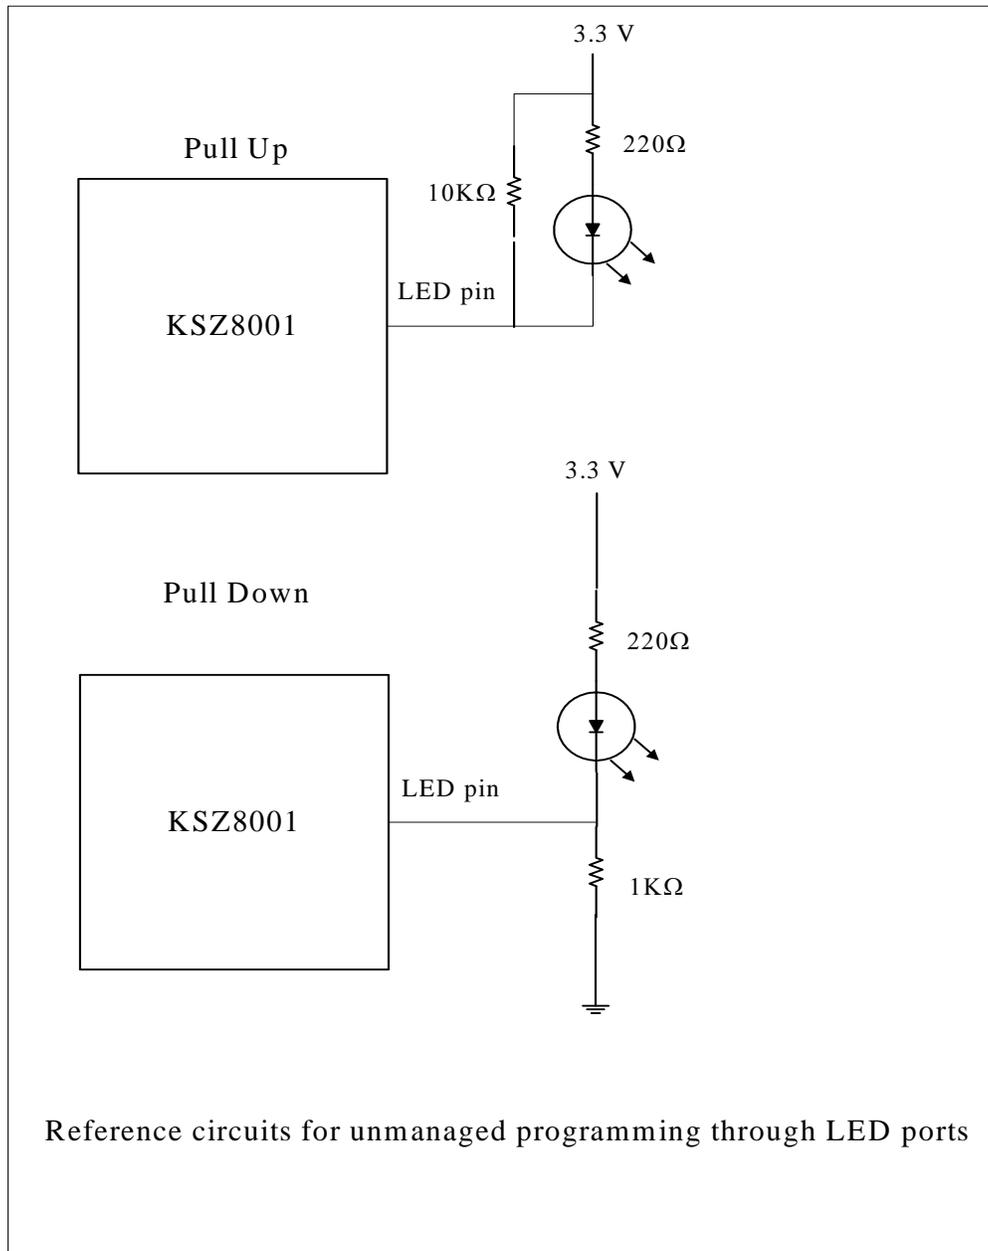 3.3 V
220Ω
Pull Up
10KΩ
LED pin
KSZ8001
3.3 V
Pull Down
220Ω
LED pin
KSZ8001
1KΩ
Reference circuits for unmanaged programming through LED ports